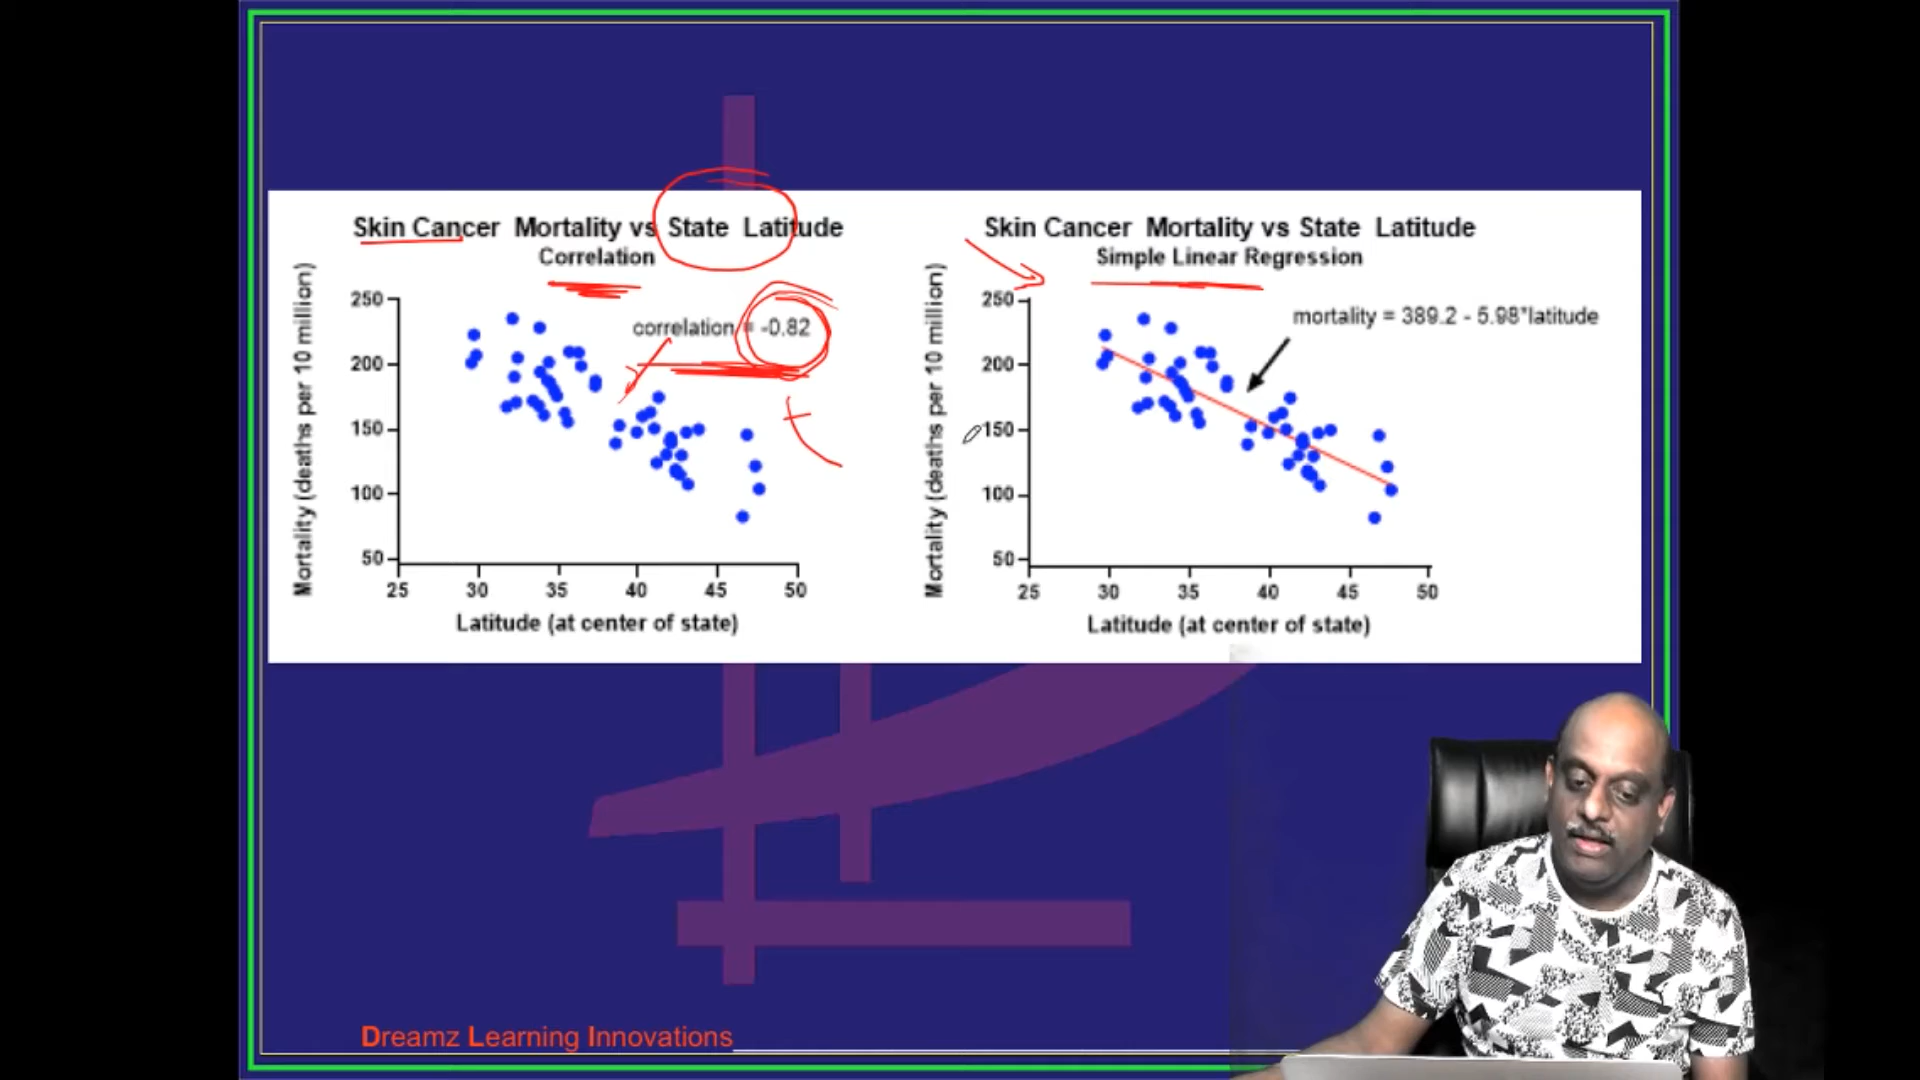 Skin Cancer Mortality vs State Latitude
Correlation
Mortality (deaths per 10 million)
250
200
150
100
50
correlation = -0.82
25 30 35 40 45 50
Latitude (at center of state)
Skin Cancer Mortality vs State Latitude
Simple Linear Regression
Mortality (deaths per 10 million)
250
200
150
100
50
mortality = 389.2 - 5.98*latitude
25 30 35 40 45 50
Latitude (at center of state)
Dreamz Learning Innovations